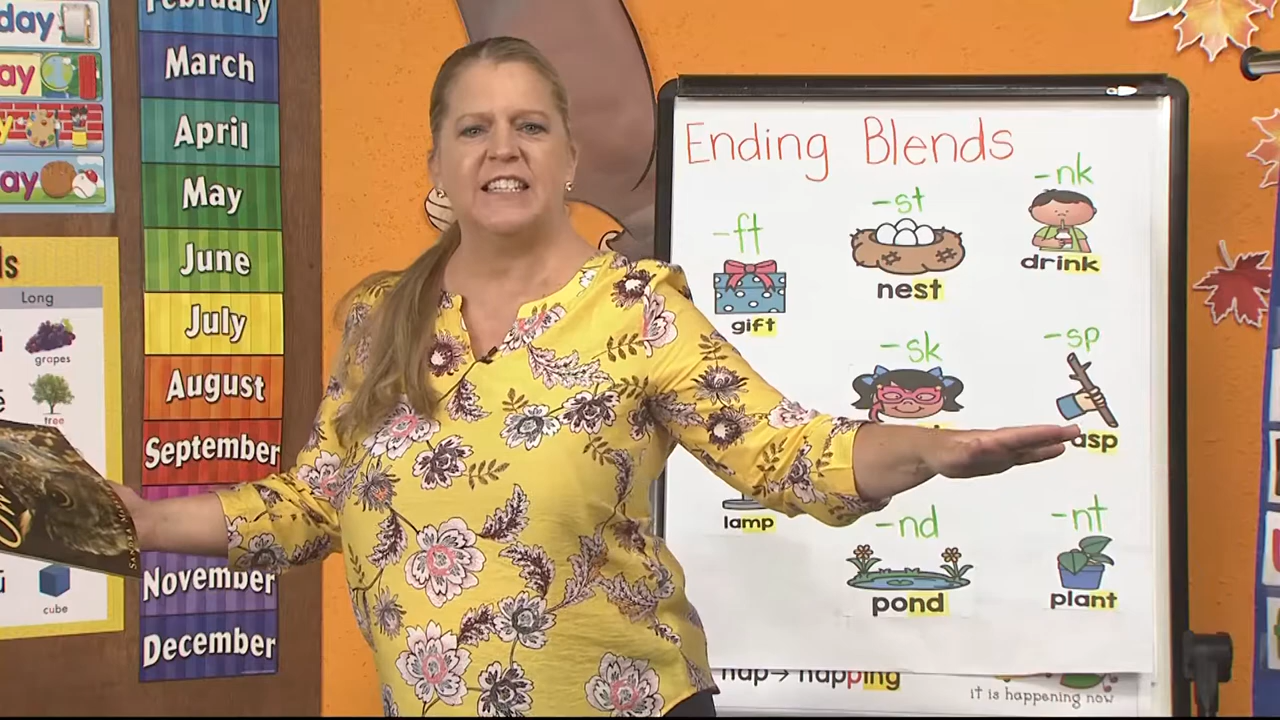 day
ay
y
ay
February
March
April
May
June
July
August
September
November
December
ls
Long
grapes
tree
cube
Ending Blends
-ft
gift
-st
nest
-nk
drink
-sk
-sp
asp
lamp
-nd
pond
-nt
plant
nap→ napping
it is happening now